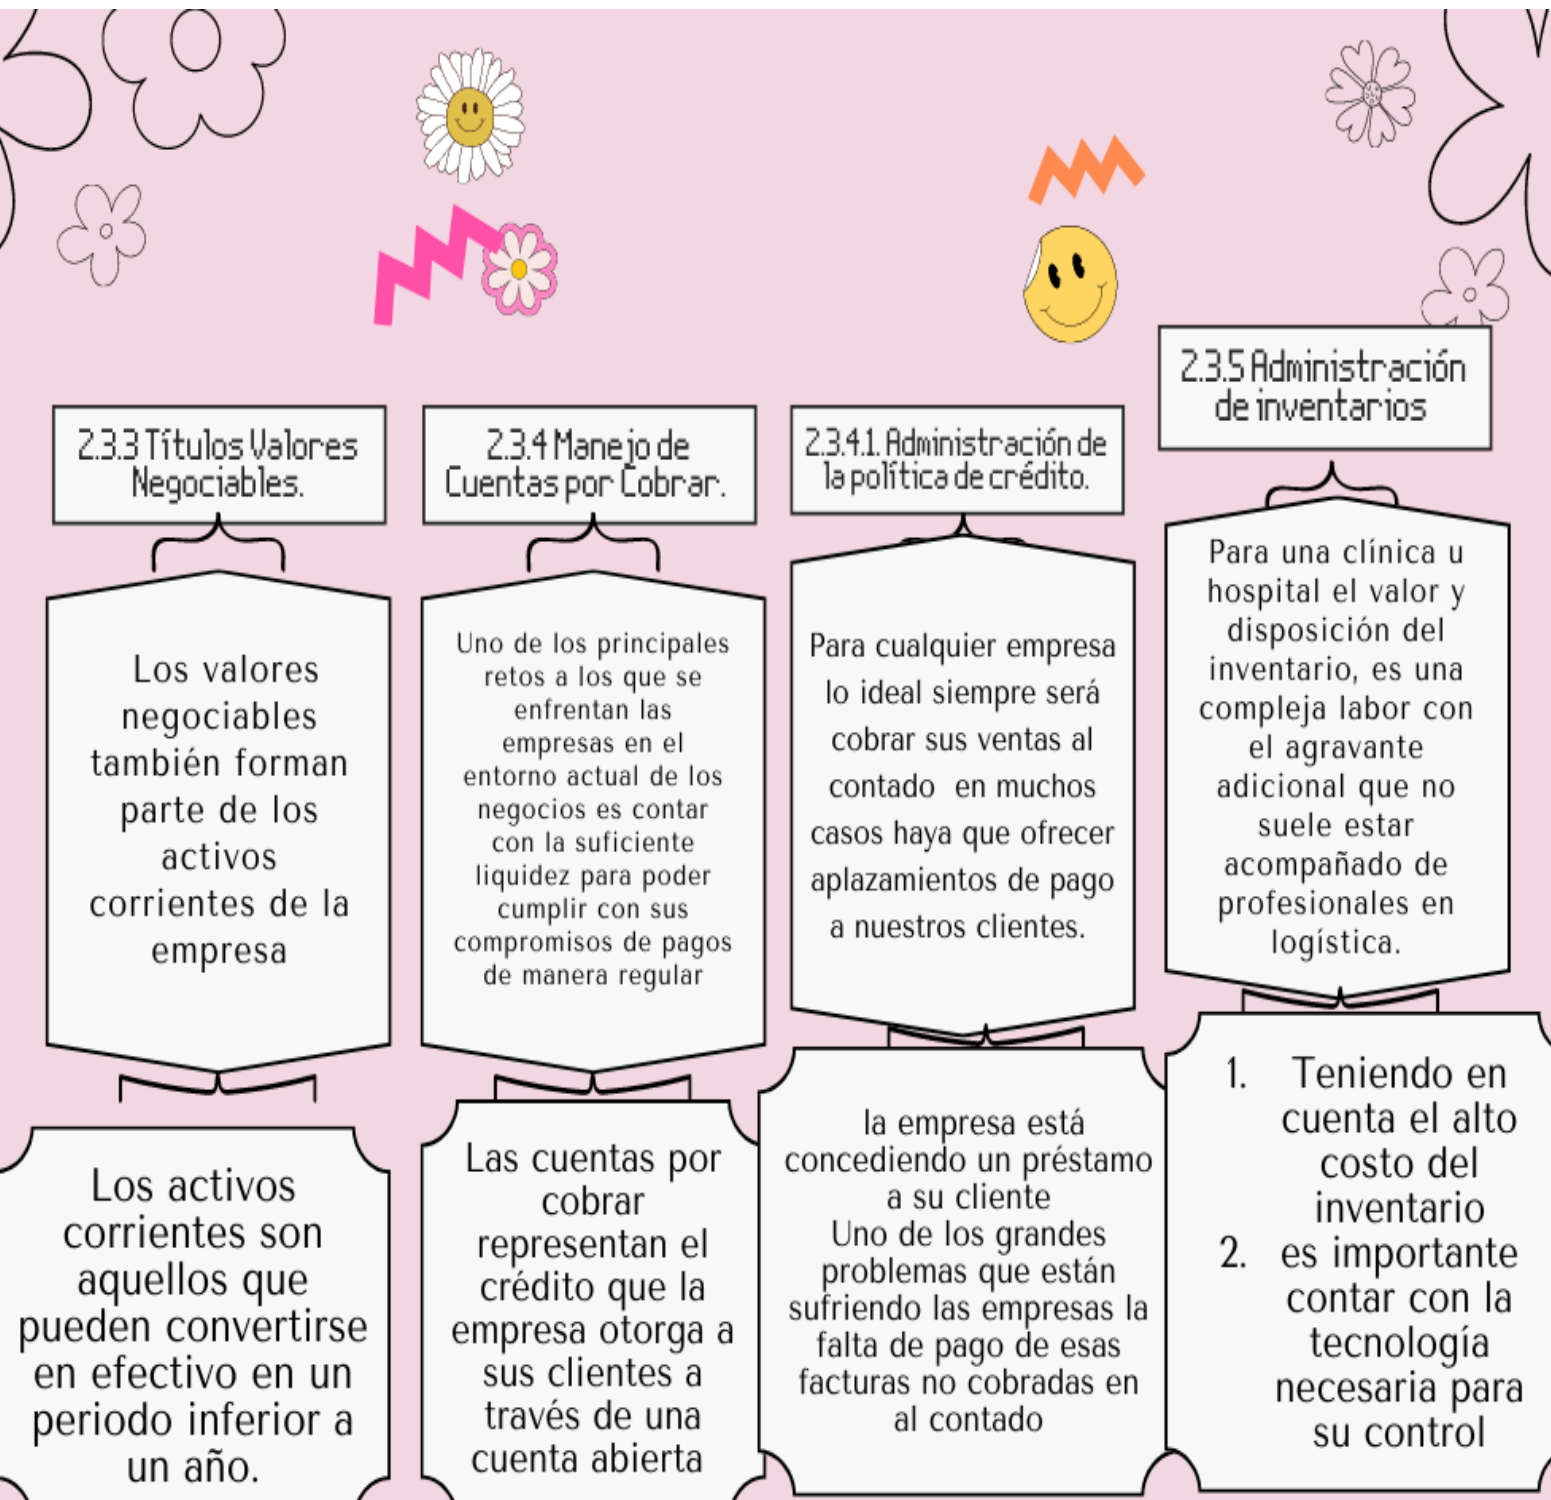 2.3.3 Títulos Valores
Negociables.
Los valores
negociables
también forman
parte de los
activos
corrientes de la
empresa
Los activos
corrientes son
aquellos que
pueden convertirse
en efectivo en un
periodo inferior a
un año.
2.3.4 Manejo de
Cuentas por Cobrar.
Uno de los principales
retos a los que se
enfrentan las
empresas en el
entorno actual de los
negocios es contar
con la suficiente
liquidez para poder
cumplir con sus
compromisos de pagos
de manera regular
Las cuentas por
cobrar
representan el
crédito que la
empresa otorga a
sus clientes a
través de una
cuenta abierta
2.3.4.1. Administración de
la política de crédito.
Para cualquier empresa
lo ideal siempre será
cobrar sus ventas al
contado en muchos
casos haya que ofrecer
aplazamientos de pago
a nuestros clientes.
la empresa está
concediendo un préstamo
a su cliente
Uno de los grandes
problemas que están
sufriendo las empresas la
falta de pago de esas
facturas no cobradas en
al contado
2.3.5 Administración
de inventarios
Para una clínica u
hospital el valor y
disposición del
inventario, es una
compleja labor con
el agravante
adicional que no
suele estar
acompañado de
profesionales en
logística.
1. Teniendo en
cuenta el alto
costo del
inventario
2. es importante
contar con la
tecnología
necesaria para
su control